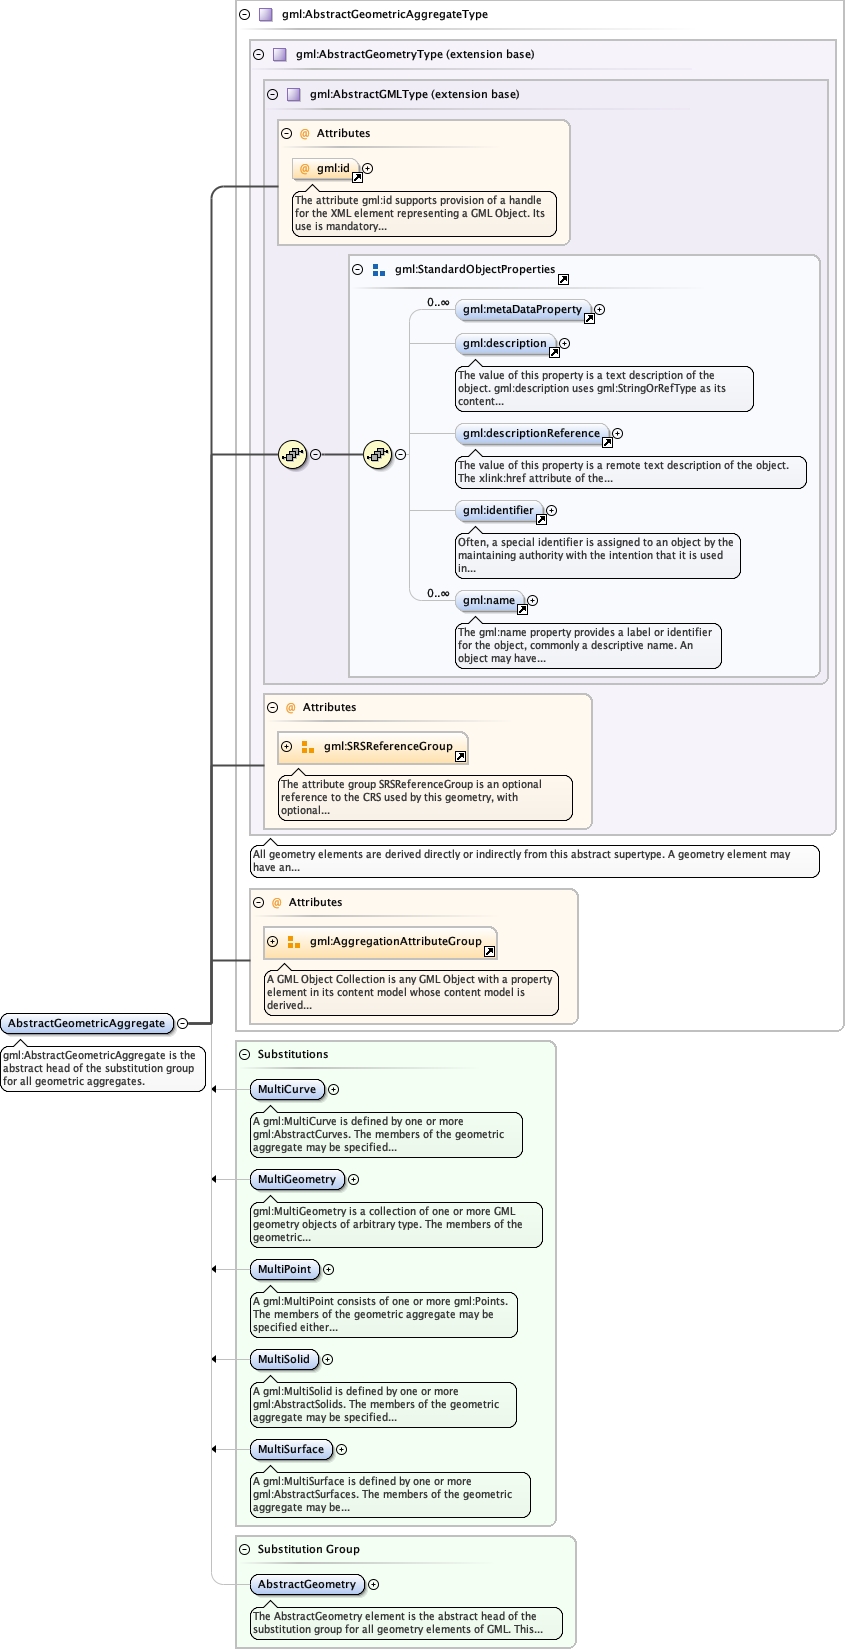 gml:AbstractGeometricAggregateType
gml:AbstractGeometryType (extension base)
gml:AbstractGMLType (extension base)
@ Attributes
@ gml:id
The attribute gml:id supports provision of a handle
for the XML element representing a GML Object. Its
use is mandatory...
gml:StandardObjectProperties
0..∞
gml:metaDataProperty
gml:description
The value of this property is a text description of the
object. gml:description uses gml:StringOrRefType as its
content...
gml:descriptionReference
The value of this property is a remote text description of the object.
The xlink:href attribute of the...
gml:identifier
Often, a special identifier is assigned to an object by the
maintaining authority with the intention that it is used
in...
0..∞
gml:name
The gml:name property provides a label or identifier
for the object, commonly a descriptive name. An
object may have...
@ Attributes
gml:SRSReferenceGroup
The attribute group SRSReferenceGroup is an optional
reference to the CRS used by this geometry, with
optional...
All geometry elements are derived directly or indirectly from this abstract supertype. A geometry element may
have an...
@ Attributes
gml:AggregationAttributeGroup
A GML Object Collection is any GML Object with a property
element in its content model whose content model is
derived...
AbstractGeometricAggregate
gml:AbstractGeometricAggregate is the
abstract head of the substitution group
for all geometric aggregates.
Substitutions
MultiCurve
A gml:MultiCurve is defined by one or more
gml:AbstractCurves. The members of the geometric
aggregate may be specified...
MultiGeometry
gml:MultiGeometry is a collection of one or more GML
geometry objects of arbitrary type. The members of the
geometric...
MultiPoint
A gml:MultiPoint consists of one or more gml:Points.
The members of the geometric aggregate may be
specified either...
MultiSolid
A gml:MultiSolid is defined by one or more
gml:AbstractSolids. The members of the geometric
aggregate may be specified...
MultiSurface
A gml:MultiSurface is defined by one or more
gml:AbstractSurfaces. The members of the geometric
aggregate may be...
Substitution Group
AbstractGeometry
The AbstractGeometry element is the abstract head of the
substitution group for all geometry elements of GML. This...